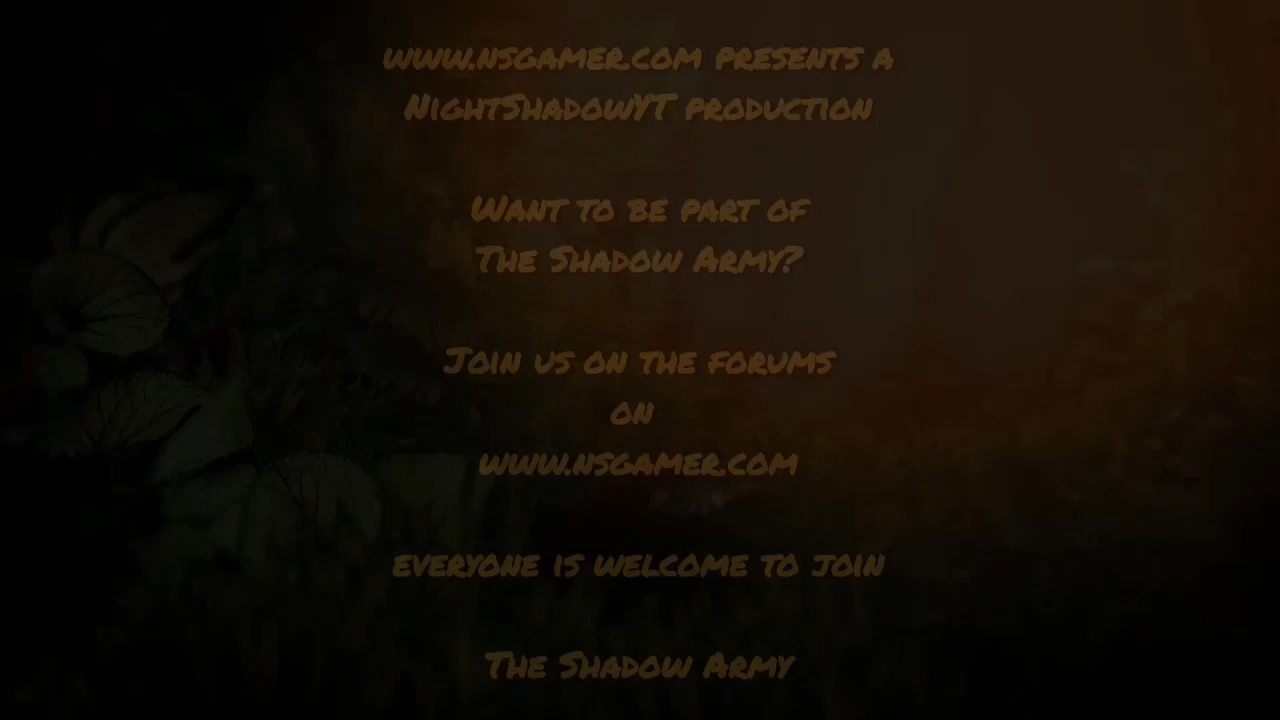 www.nsgamer.com presents a
NightShadowYT production
Want to be part of
The Shadow Army?
Join us on the forums
on
www.nsgamer.com
everyone is welcome to join
The Shadow Army